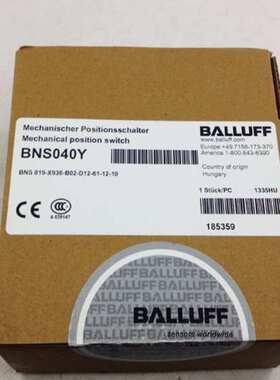 Mechanischer Positionsschalter
Mechanical position switch
BNS040Y
BNS 819-X936-B02-D12-61-12-10
BALLUFF
www.balluff.com
Europe +49 7158-173-370
America 1-800-543-8390
Country of origin
Hungary
1 Stück/PC
1335HU
185359
CCC
BALLUFF
sensors worldwide